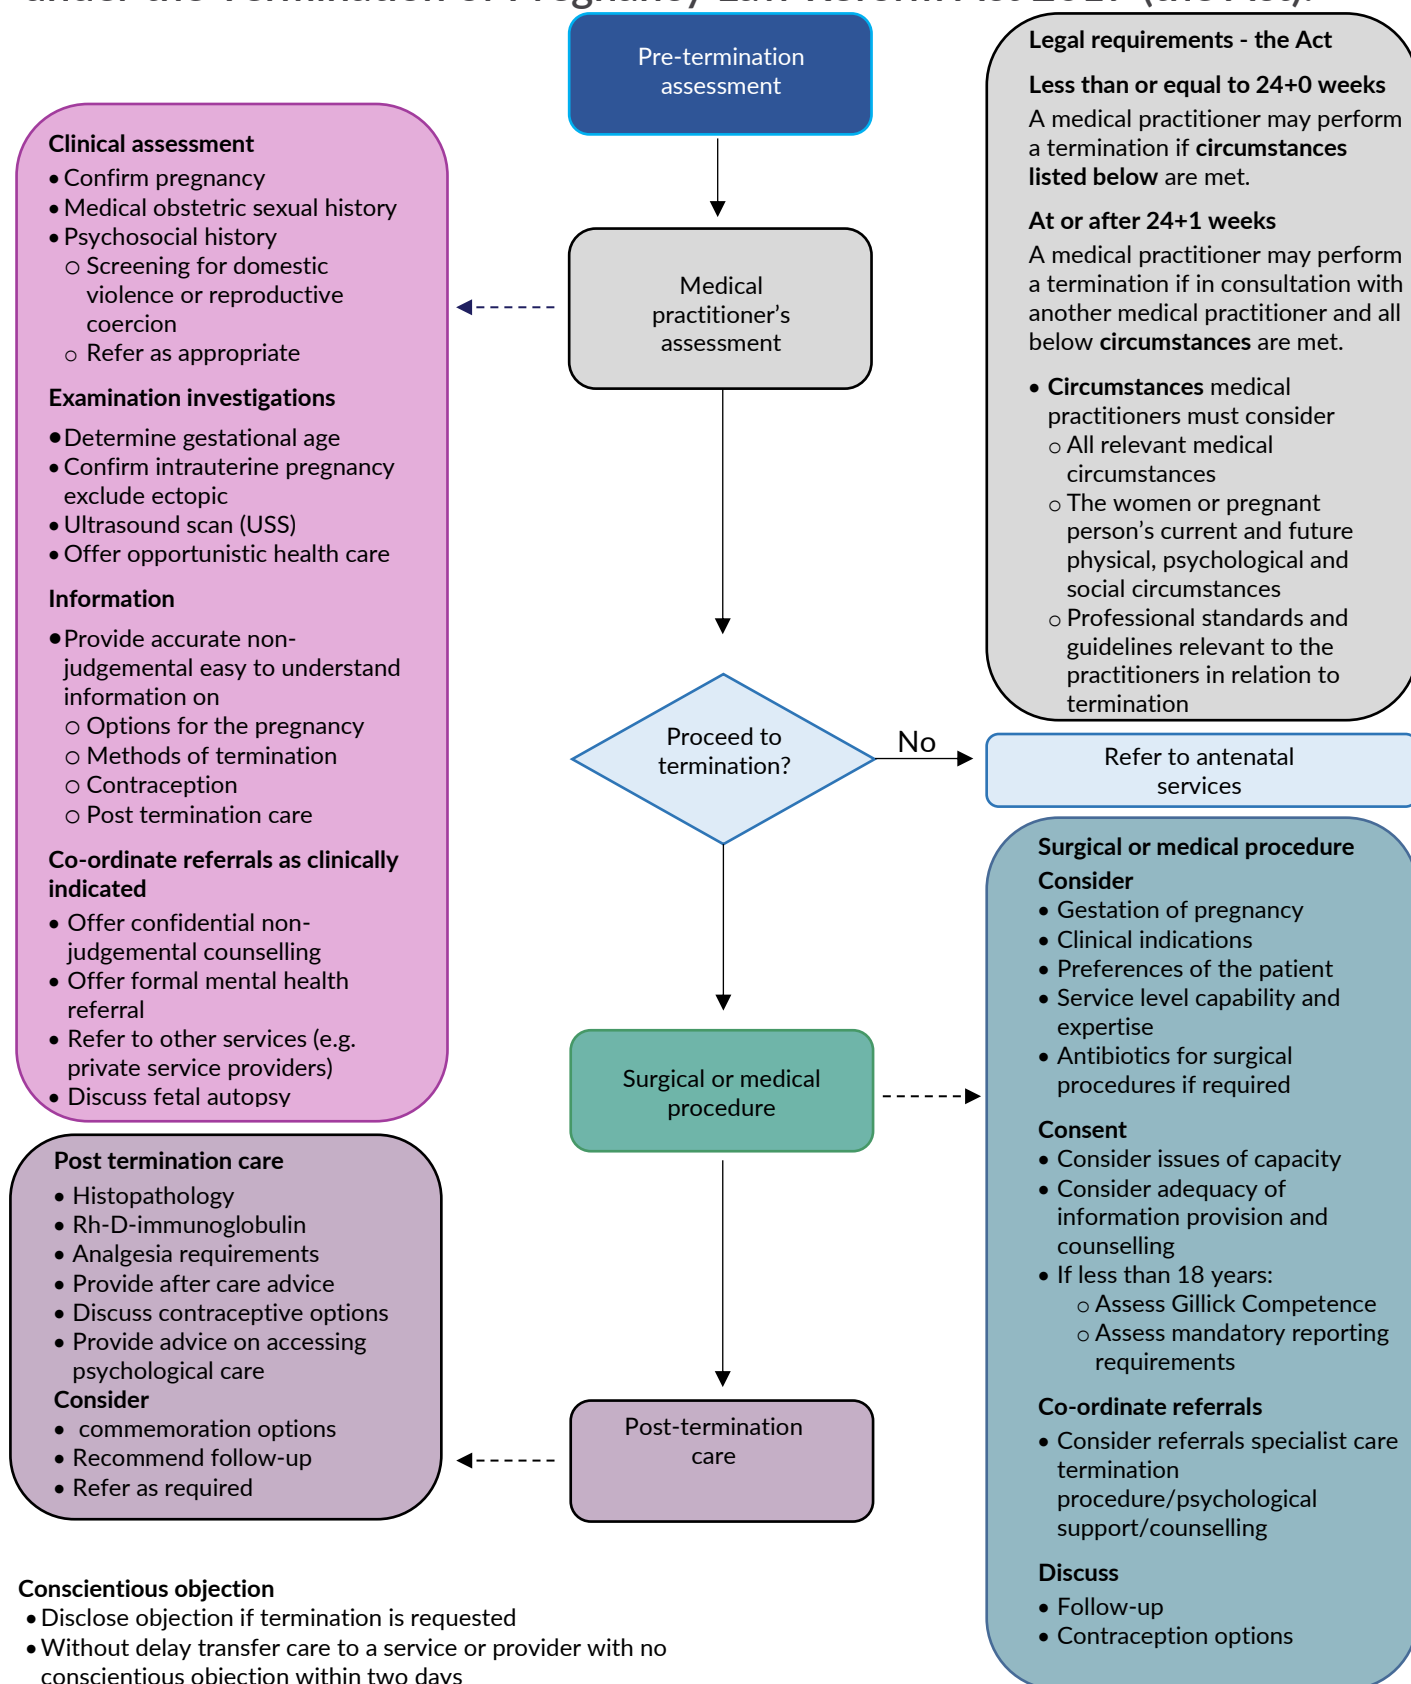 under the Termination of Pregnancy Law Reform Act 2017 (the Act).
Pre-termination
assessment
Clinical assessment
• Confirm pregnancy
• Medical obstetric sexual history
• Psychosocial history
○ Screening for domestic
violence or reproductive
coercion
○ Refer as appropriate
Examination investigations
• Determine gestational age
• Confirm intrauterine pregnancy
exclude ectopic
• Ultrasound scan (USS)
• Offer opportunistic health care
Information
• Provide accurate non-
judgemental easy to understand
information on
○ Options for the pregnancy
○ Methods of termination
○ Contraception
○ Post termination care
Co-ordinate referrals as clinically
indicated
• Offer confidential non-
judgemental counselling
• Offer formal mental health
referral
• Refer to other services (e.g.
private service providers)
• Discuss fetal autopsy
Medical
practitioner's
assessment
Legal requirements - the Act
Less than or equal to 24+0 weeks
A medical practitioner may perform
a termination if circumstances
listed below are met.
At or after 24+1 weeks
A medical practitioner may perform
a termination if in consultation with
another medical practitioner and all
below circumstances are met.
• Circumstances medical
practitioners must consider
○ All relevant medical
circumstances
○ The women or pregnant
person's current and future
physical, psychological and
social circumstances
○ Professional standards and
guidelines relevant to the
practitioners in relation to
termination
Proceed to
termination?
No
Refer to antenatal
services
Surgical or medical
procedure
Surgical or medical procedure
Consider
• Gestation of pregnancy
• Clinical indications
• Preferences of the patient
• Service level capability and
expertise
• Antibiotics for surgical
procedures if required
Consent
• Consider issues of capacity
• Consider adequacy of
information provision and
counselling
• If less than 18 years:
○ Assess Gillick Competence
○ Assess mandatory reporting
requirements
Co-ordinate referrals
• Consider referrals specialist care
termination
procedure/psychological
support/counselling
Discuss
• Follow-up
• Contraception options
Post-termination
care
Post termination care
• Histopathology
• Rh-D-immunoglobulin
• Analgesia requirements
• Provide after care advice
• Discuss contraceptive options
• Provide advice on accessing
psychological care
Consider
• commemoration options
• Recommend follow-up
• Refer as required
Conscientious objection
• Disclose objection if termination is requested
• Without delay transfer care to a service or provider with no
conscientious objection within two days